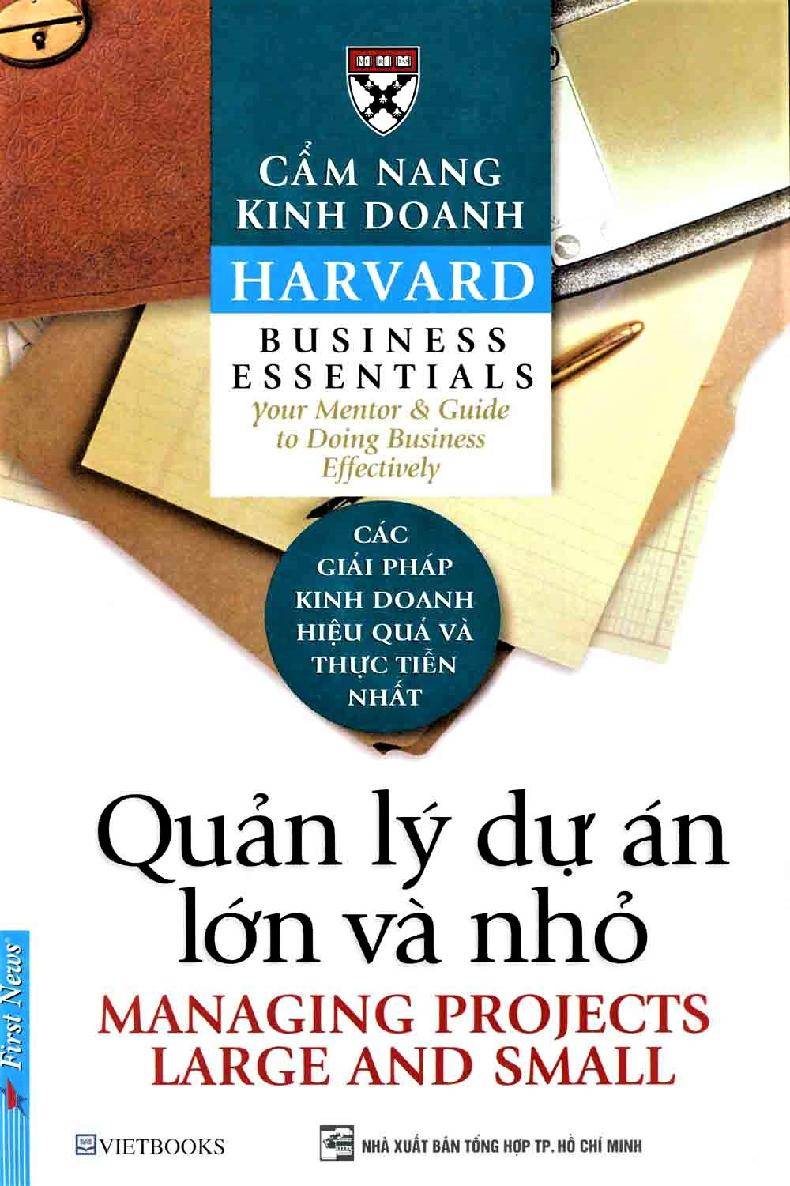 CẨM NANG
KINH DOANH
HARVARD
BUSINESS
ESSENTIALS
your Mentor & Guide
to Doing Business
Effectively
CÁC
GIẢI PHÁP
KINH DOANH
HIỆU QUẢ VÀ
THỰC TIỄN
NHẤT
Quản lý dự án
lớn và nhỏ
MANAGING PROJECTS
LARGE AND SMALL
First News
VIETBOOKS
NHÀ XUẤT BẢN TỔNG HỢP TP. HỒ CHÍ MINH